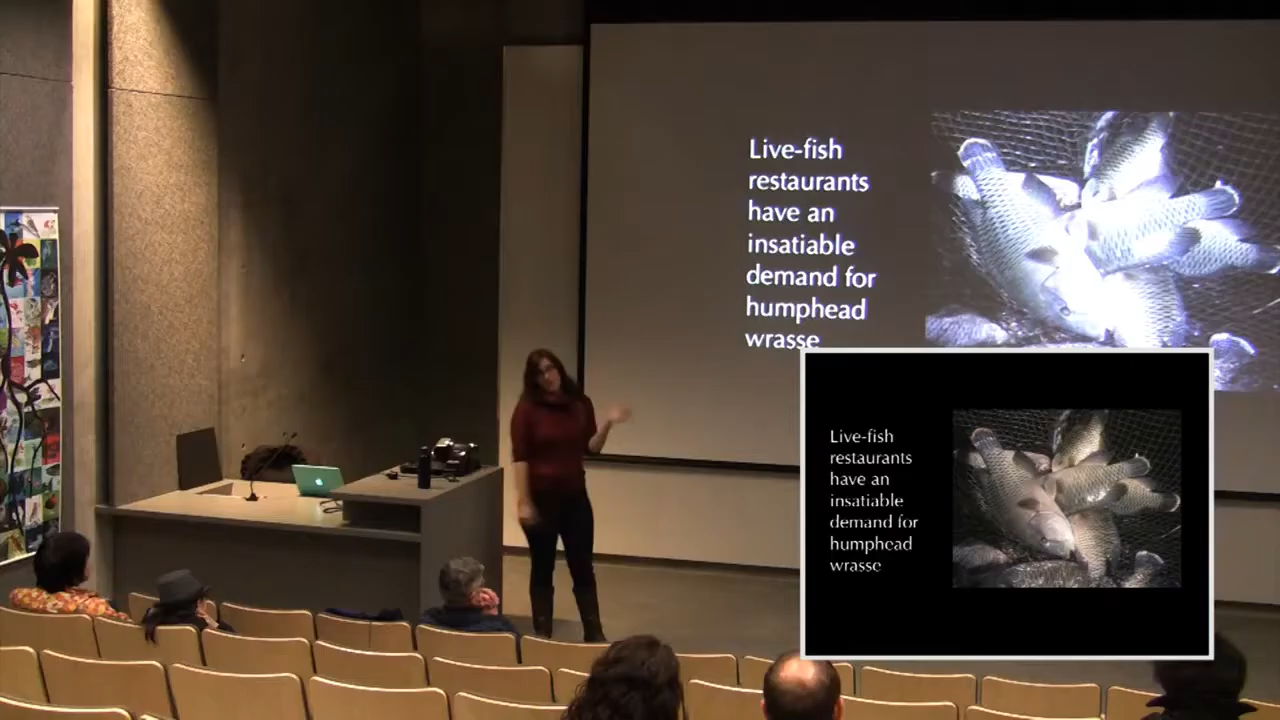 Live-fish
restaurants
have an
insatiable
demand for
humphead
wrasse
Live-fish
restaurants
have an
insatiable
demand for
humphead
wrasse